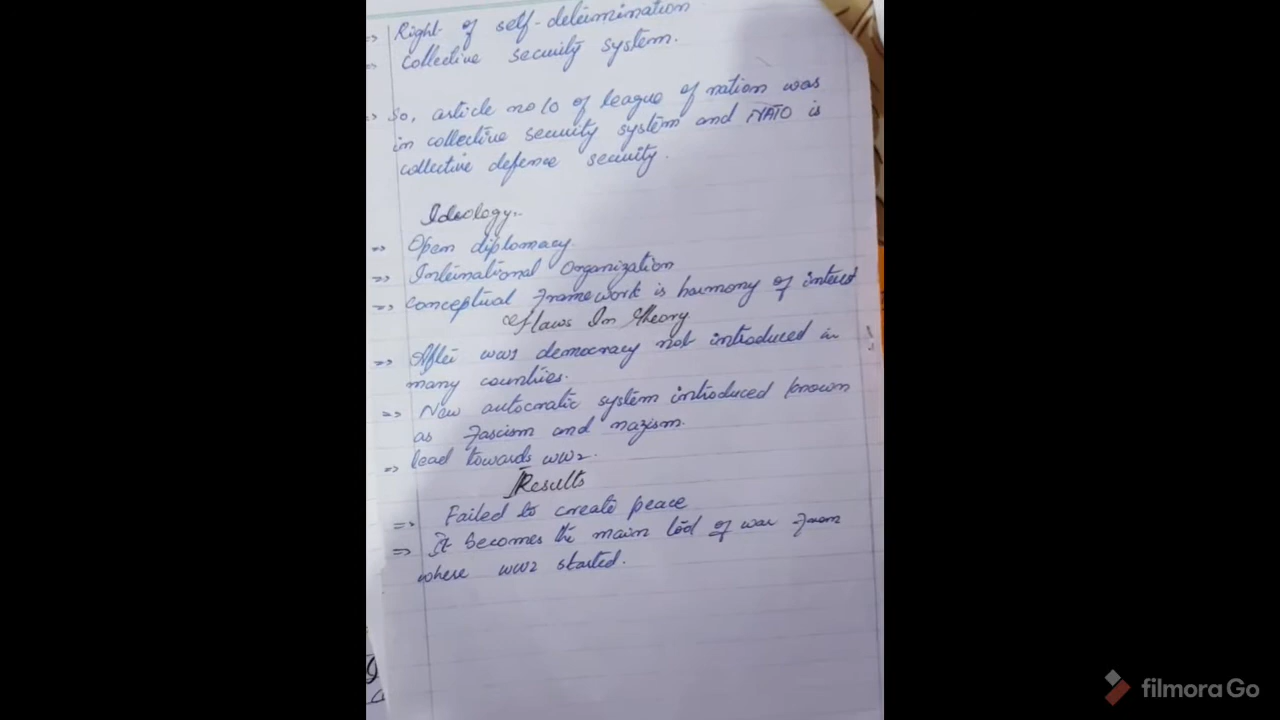 => Right of self-determination
=> collective security system.
=> So, article no 10 of league of nation was
in collective security system and NATO is
collective defence security.
Ideology:-
=> Open diplomacy.
=> International Organization
=> Conceptual framework is harmony of interest
Flaws In Theory
=> After ww1 democracy not introduced in
many countries.
=> New autocratic system introduced known
as Fascism and nazism.
=> lead towards ww2.
Results
=> Failed to create peace
=> It becomes the main of war from
where ww2 started.
filmora Go